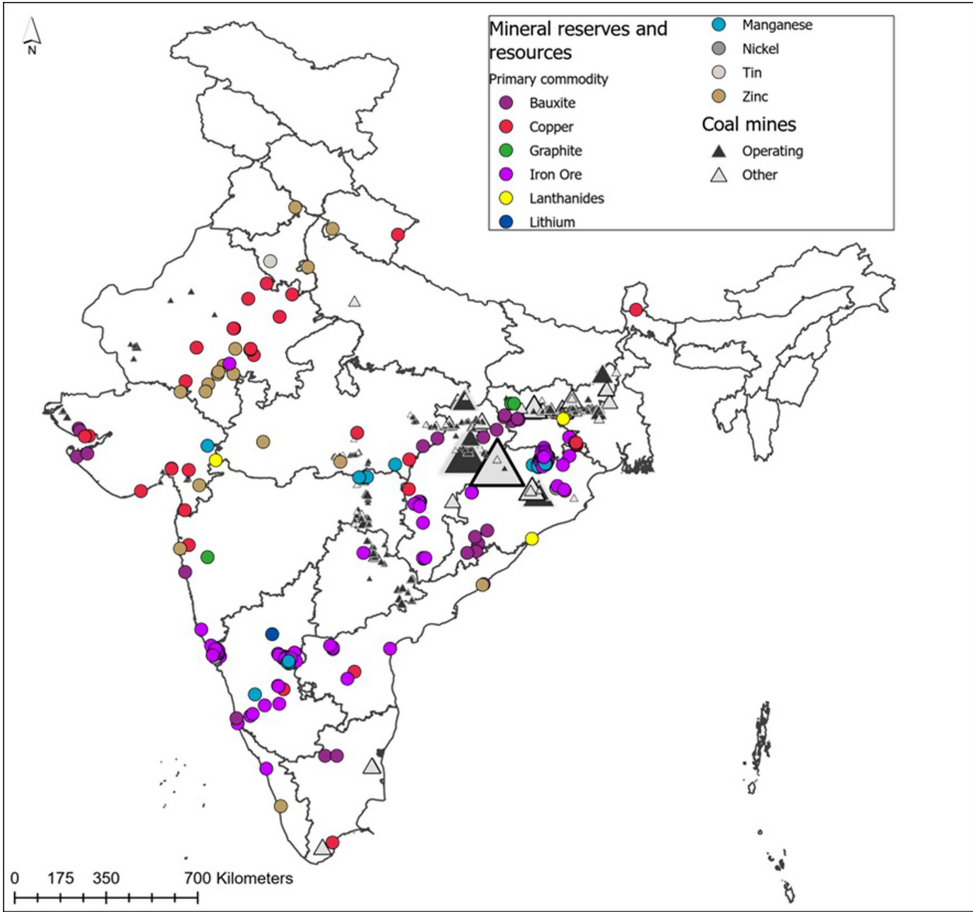 N
Mineral reserves and
resources
Primary commodity
Bauxite
Copper
Graphite
Iron Ore
Lanthanides
Lithium
Manganese
Nickel
Tin
Zinc
Coal mines
Operating
Other
0 175 350 700 Kilometers